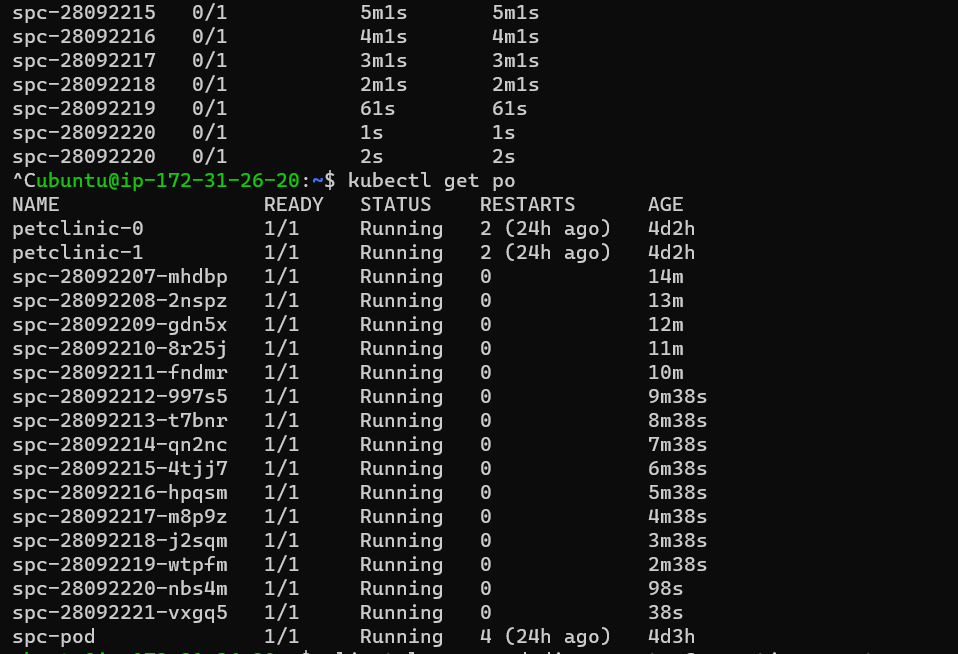 spc-28092215 0/1 5m1s 5m1s
spc-28092216 0/1 4m1s 4m1s
spc-28092217 0/1 3m1s 3m1s
spc-28092218 0/1 2m1s 2m1s
spc-28092219 0/1 61s 61s
spc-28092220 0/1 1s 1s
spc-28092220 0/1 2s 2s
^Cubuntu@ip-172-31-26-20:~$ kubectl get po
NAME READY STATUS RESTARTS AGE
petclinic-0 1/1 Running 2 (24h ago) 4d2h
petclinic-1 1/1 Running 2 (24h ago) 4d2h
spc-28092207-mhdbp 1/1 Running 0 14m
spc-28092208-2nspz 1/1 Running 0 13m
spc-28092209-gdn5x 1/1 Running 0 12m
spc-28092210-8r25j 1/1 Running 0 11m
spc-28092211-fndmr 1/1 Running 0 10m
spc-28092212-997s5 1/1 Running 0 9m38s
spc-28092213-t7bnr 1/1 Running 0 8m38s
spc-28092214-qn2nc 1/1 Running 0 7m38s
spc-28092215-4tjj7 1/1 Running 0 6m38s
spc-28092216-hpqsm 1/1 Running 0 5m38s
spc-28092217-m8p9z 1/1 Running 0 4m38s
spc-28092218-j2sqm 1/1 Running 0 3m38s
spc-28092219-wtpfm 1/1 Running 0 2m38s
spc-28092220-nbs4m 1/1 Running 0 98s
spc-28092221-vxgq5 1/1 Running 0 38s
spc-pod 1/1 Running 4 (24h ago) 4d3h